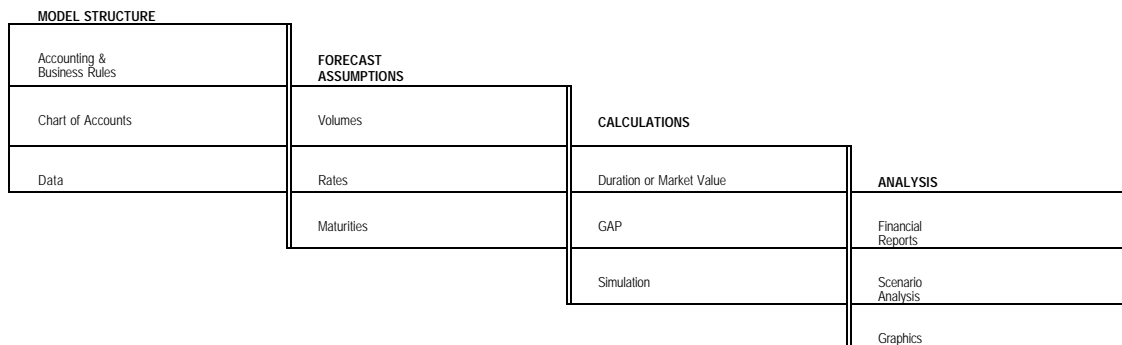 MODEL STRUCTURE
Accounting &
Business Rules
Chart of Accounts
Data
FORECAST
ASSUMPTIONS
Volumes
Rates
Maturities
CALCULATIONS
Duration or Market Value
GAP
Simulation
ANALYSIS
Financial
Reports
Scenario
Analysis
Graphics